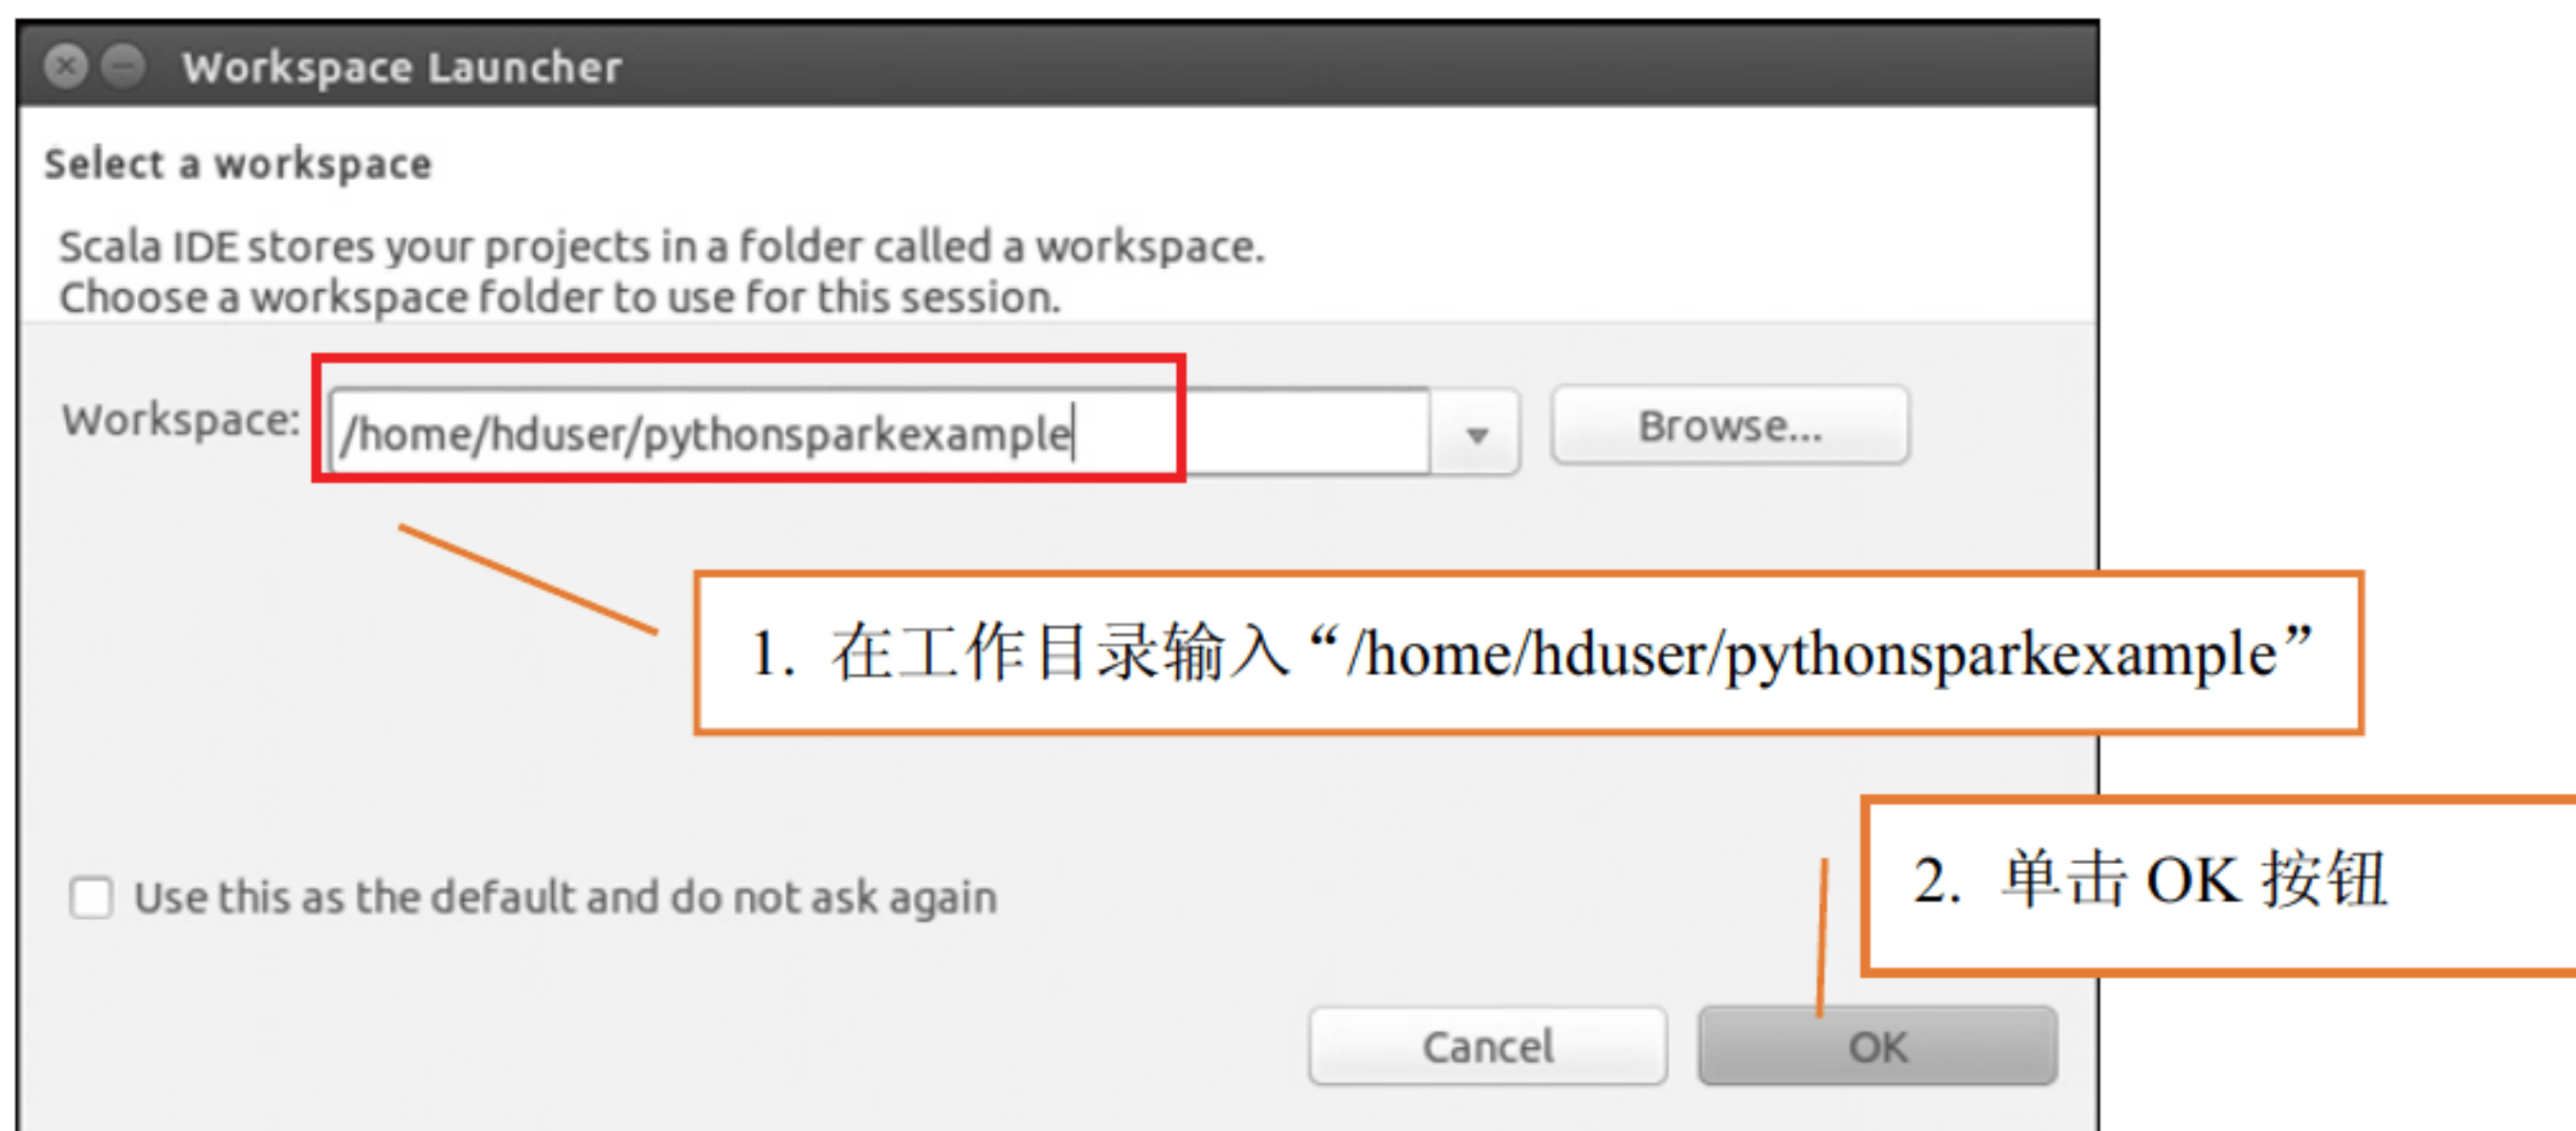 Workspace Launcher
Select a workspace
Scala IDE stores your projects in a folder called a workspace.
Choose a workspace folder to use for this session.
Workspace:
/home/hduser/pythonsparkexample
Browse...
1. 在工作目录输入“/home/hduser/pythonsparkexample”
2. 单击 OK 按钮
Use this as the default and do not ask again
Cancel
OK